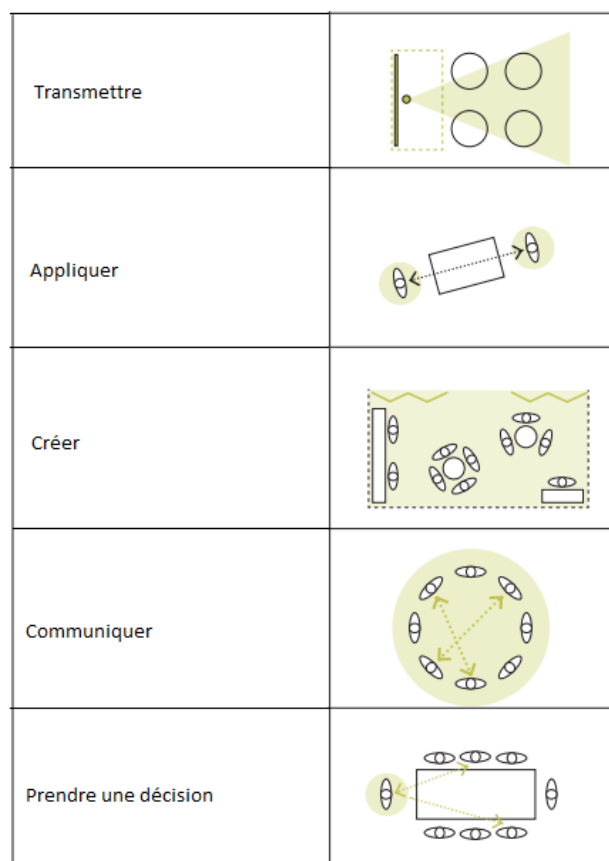 Transmettre
Appliquer
Créer
Communiquer
Prendre une décision